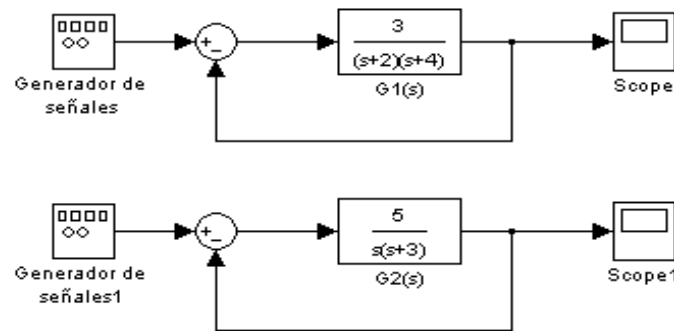 +
−
3
(s+2)(s+4)
G1(s)
Generador de
señales
Scope
+
−
5
s(s+3)
G2(s)
Generador de
señales1
Scope1